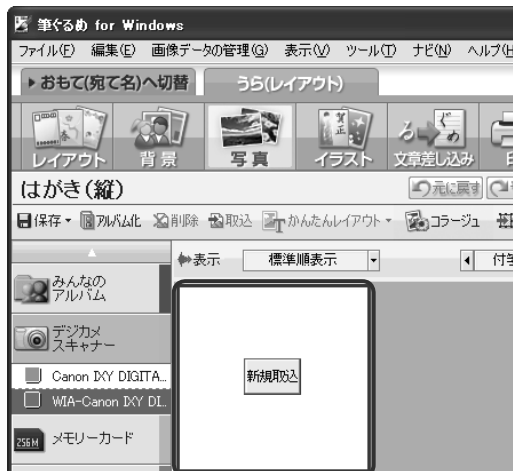 筆ぐるめ for Windows
ファイル(F) 編集(E) 画像データの管理(G) 表示(V) ツール(T) ナビ(N) ヘルプ(H
おもて(宛て名)へ切替 うら(レイアウト)
レイアウト 背景 写真 イラスト 文章差し込み
はがき(縦) 元に戻す
保存 アルバム化 削除 取込 かんたんレイアウト コラージュ
みんなの
アルバム
表示 標準順表示 付箋
デジカメ
スキャナー
Canon IXY DIGITA...
新規取込
WIA-Canon IXY DI...
256M メモリーカード